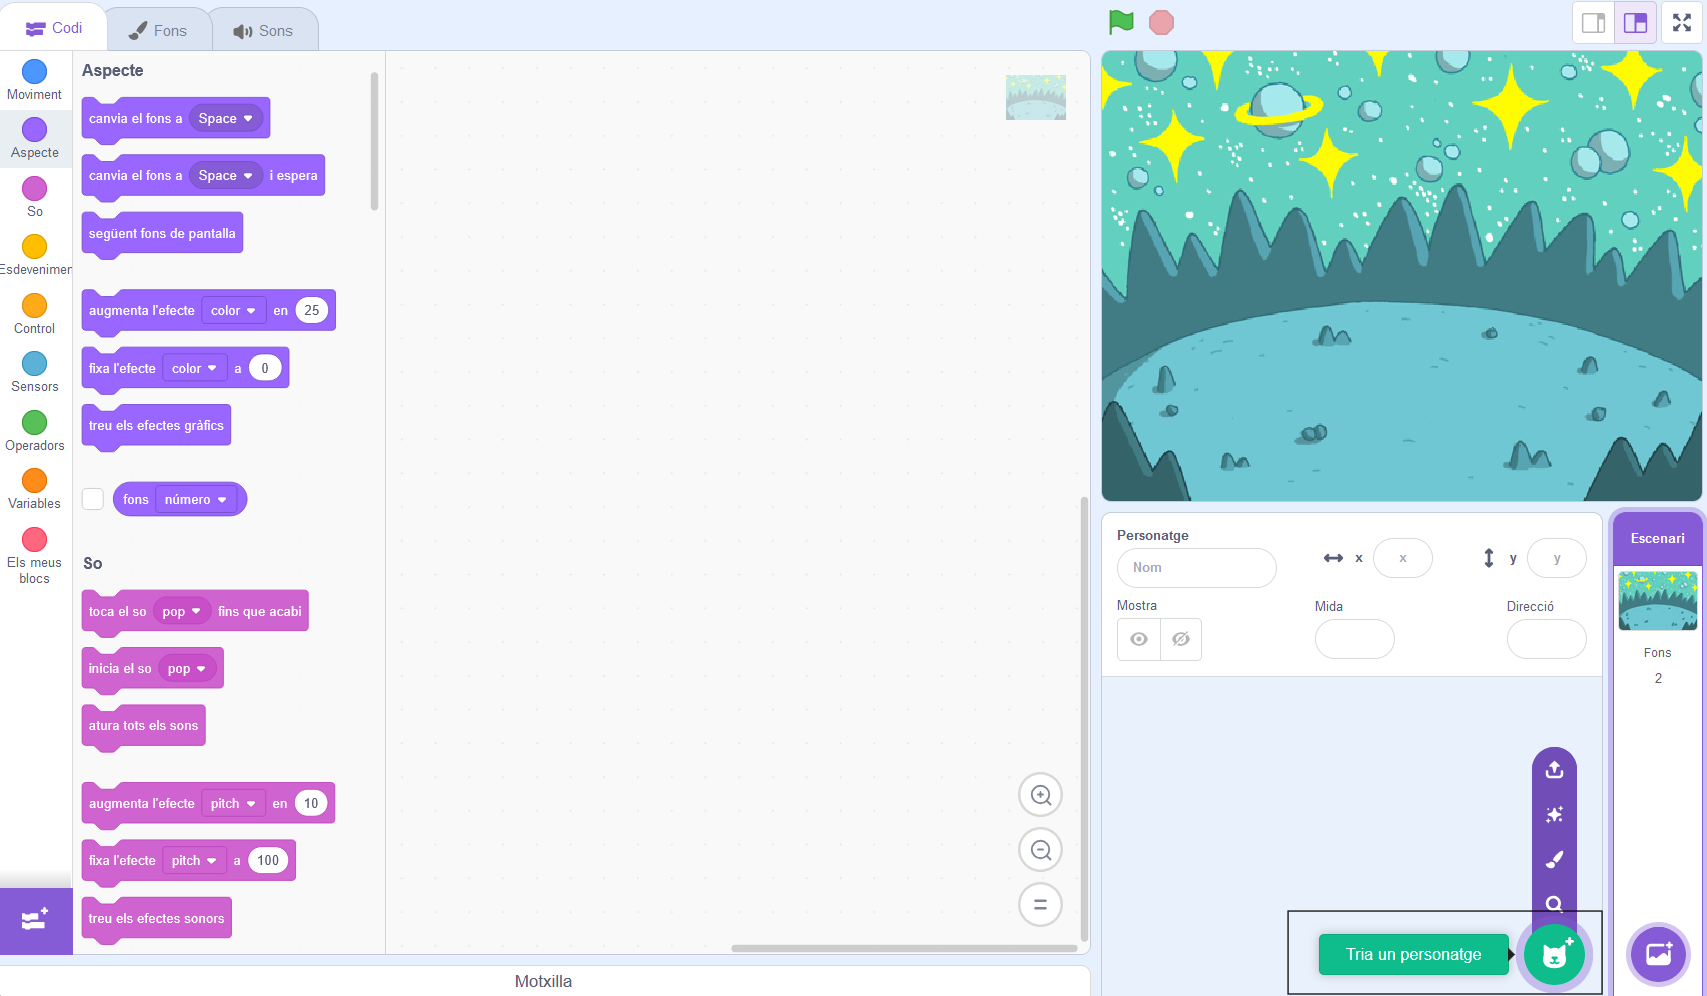 Codi
Fons
Sons
Moviment
Aspecte
So
Esdevenimen
Control
Sensors
Operadors
Variables
Els meus
blocs
Aspecte
canvia el fons a Space
canvia el fons a Space i espera
següent fons de pantalla
augmenta l'efecte color en 25
fixa l'efecte color a 0
treu els efectes gràfics
fons número
So
toca el so pop fins que acabi
inicia el so pop
atura tots els sons
augmenta l'efecte pitch en 10
fixa l'efecte pitch a 100
treu els efectes sonors
Motxilla
Personatge
Nom
x x
y y
Mostra
Mida
Direcció
Tria un personatge
Escenari
Fons
2